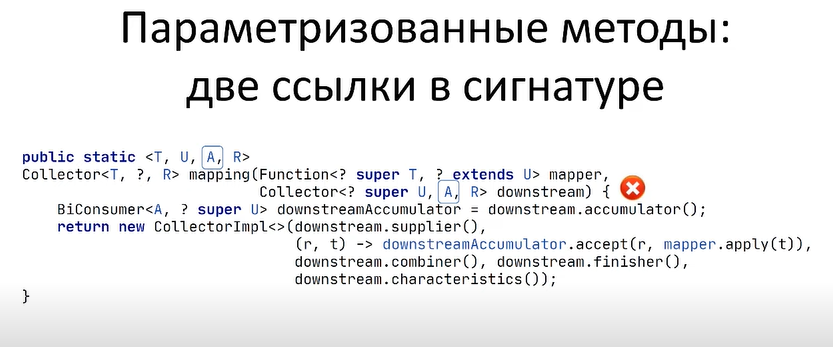 Параметризованные методы:
две ссылки в сигнатуре
public static <T, U, A, R>
Collector<T, ?, R> mapping(Function<? super T, ? extends U> mapper,
Collector<? super U, A, R> downstream) {
BiConsumer<A, ? super U> downstreamAccumulator = downstream.accumulator();
return new CollectorImpl<>(downstream.supplier(),
(r, t) -> downstreamAccumulator.accept(r, mapper.apply(t)),
downstream.combiner(), downstream.finisher(),
downstream.characteristics());
}